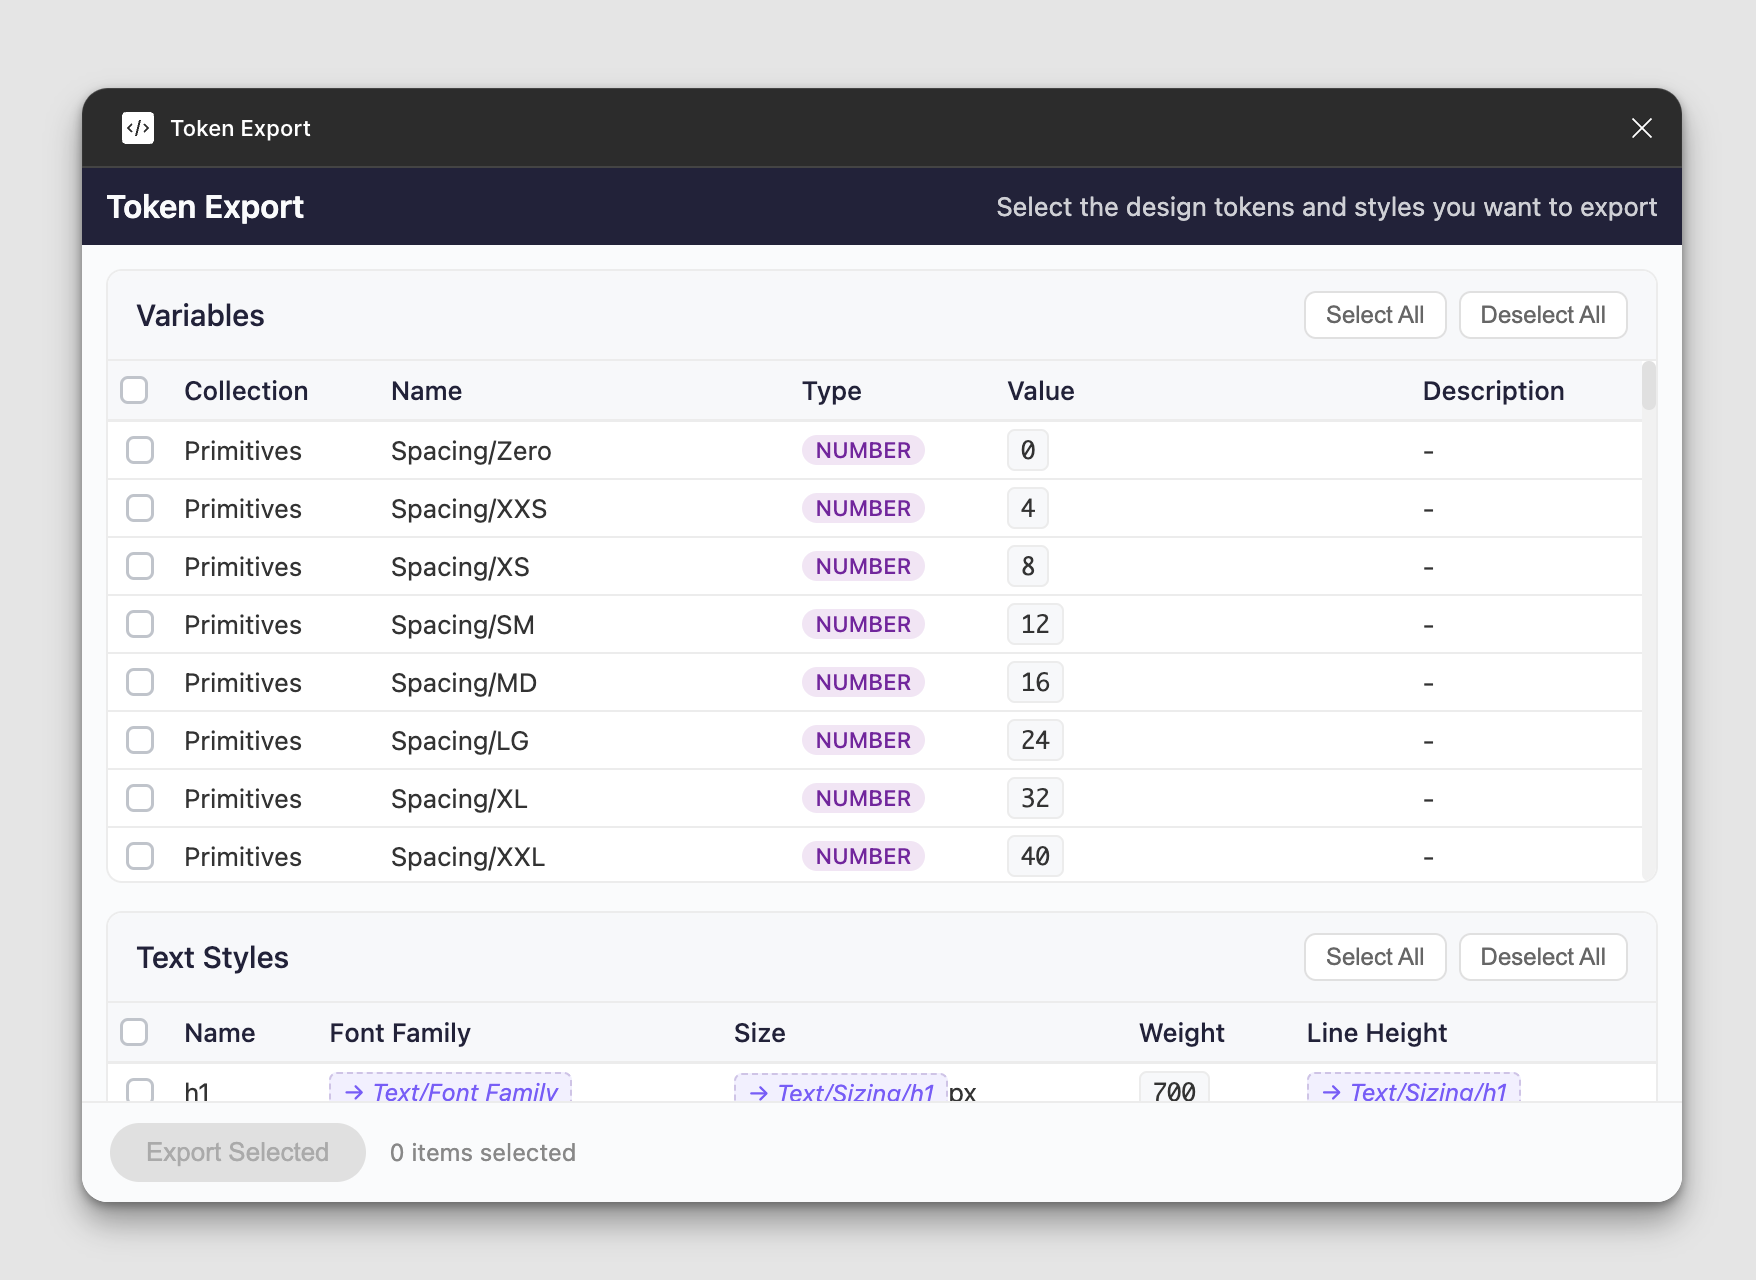 </> Token Export
Token Export Select the design tokens and styles you want to export
Variables Select All Deselect All
Collection Name Type Value Description
Primitives Spacing/Zero NUMBER 0 -
Primitives Spacing/XXS NUMBER 4 -
Primitives Spacing/XS NUMBER 8 -
Primitives Spacing/SM NUMBER 12 -
Primitives Spacing/MD NUMBER 16 -
Primitives Spacing/LG NUMBER 24 -
Primitives Spacing/XL NUMBER 32 -
Primitives Spacing/XXL NUMBER 40 -
Text Styles Select All Deselect All
Name Font Family Size Weight Line Height
h1 → Text/Font Family → Text/Sizing/h1 px 700 → Text/Sizing/h1
Export Selected 0 items selected